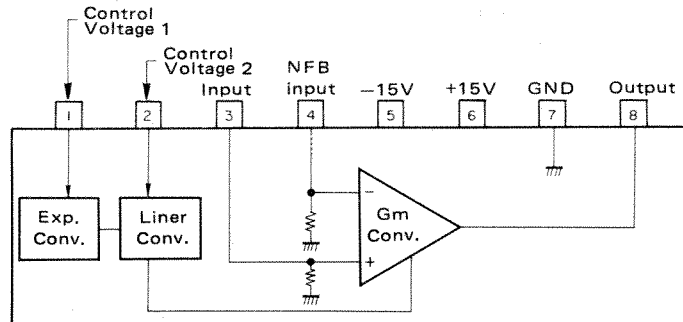 Control
Voltage 1
Control
Voltage 2
Input
NFB
input
−15V
+15V
GND
Output
1
2
3
4
5
6
7
8
Exp.
Conv.
Liner
Conv.
−
Gm
Conv.
+